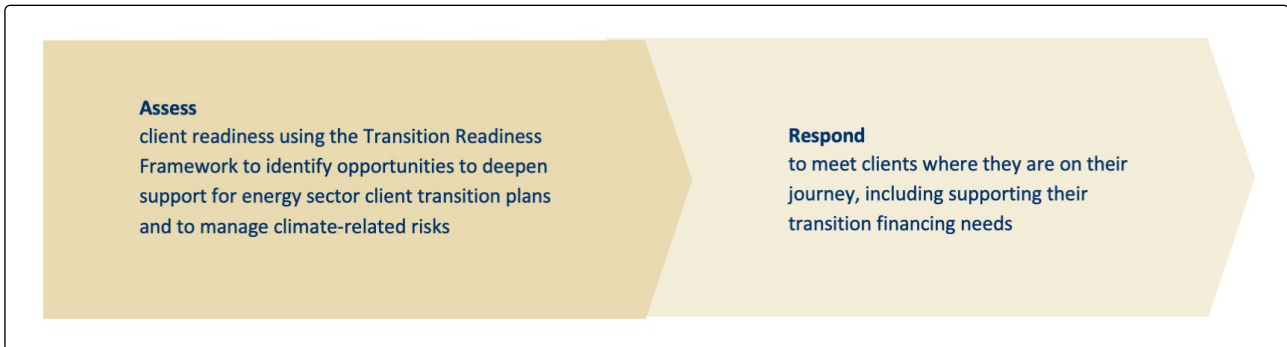 Assess
client readiness using the Transition Readiness
Framework to identify opportunities to deepen
support for energy sector client transition plans
and to manage climate-related risks
Respond
to meet clients where they are on their
journey, including supporting their
transition financing needs